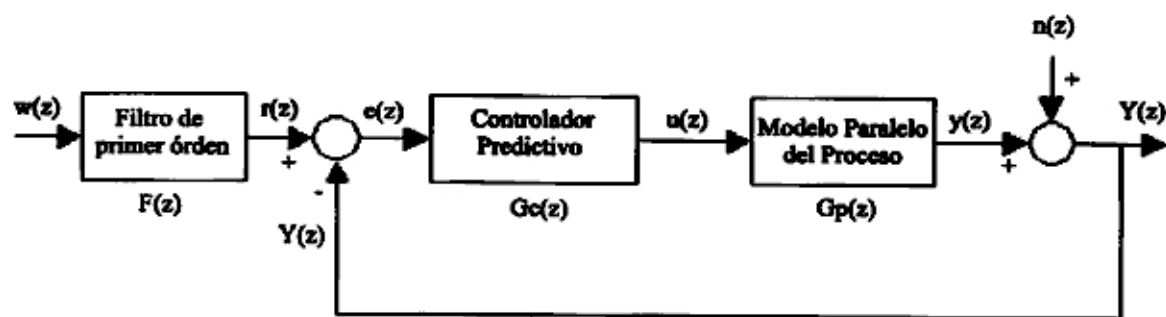 n(z)
+
w(z)
Filtro de
primer órden
F(z)
r(z)
+
-
e(z)
Controlador
Predictivo
Gc(z)
u(z)
Modelo Paralelo
del Proceso
Gp(z)
y(z)
+
Y(z)
Y(z)